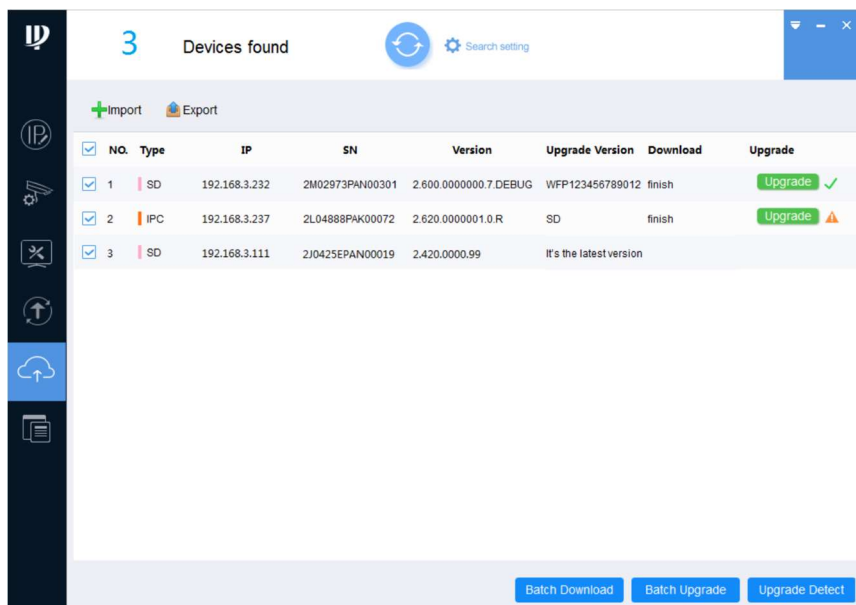 IP
3 Devices found Search setting
Import Export
NO. Type IP SN Version Upgrade Version Download Upgrade
1 SD 192.168.3.232 2M02973PAN00301 2.600.0000000.7.DEBUG WFP123456789012 finish Upgrade
2 IPC 192.168.3.237 2L04888PAK00072 2.620.0000001.0.R SD finish Upgrade
3 SD 192.168.3.111 2J0425EPAN00019 2.420.0000.99 It's the latest version
IP
Batch Download Batch Upgrade Upgrade Detect